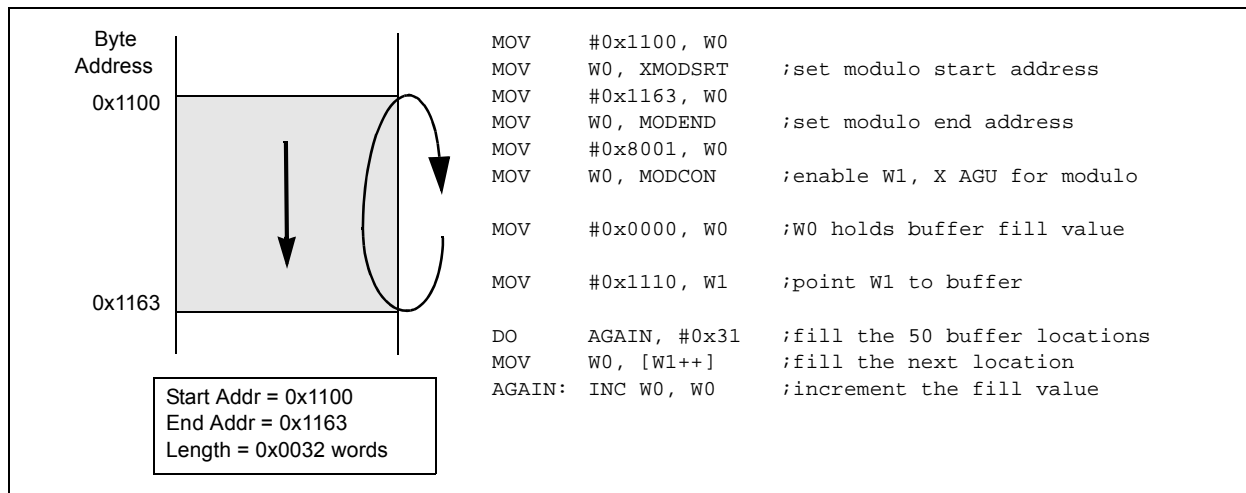 Byte
Address
0x1100
0x1163
Start Addr = 0x1100
End Addr = 0x1163
Length = 0x0032 words
MOV #0x1100, W0
MOV W0, XMODSRT ;set modulo start address
MOV #0x1163, W0
MOV W0, MODEND ;set modulo end address
MOV #0x8001, W0
MOV W0, MODCON ;enable W1, X AGU for modulo
MOV #0x0000, W0 ;W0 holds buffer fill value
MOV #0x1110, W1 ;point W1 to buffer
DO AGAIN, #0x31 ;fill the 50 buffer locations
MOV W0, [W1++] ;fill the next location
AGAIN: INC W0, W0 ;increment the fill value